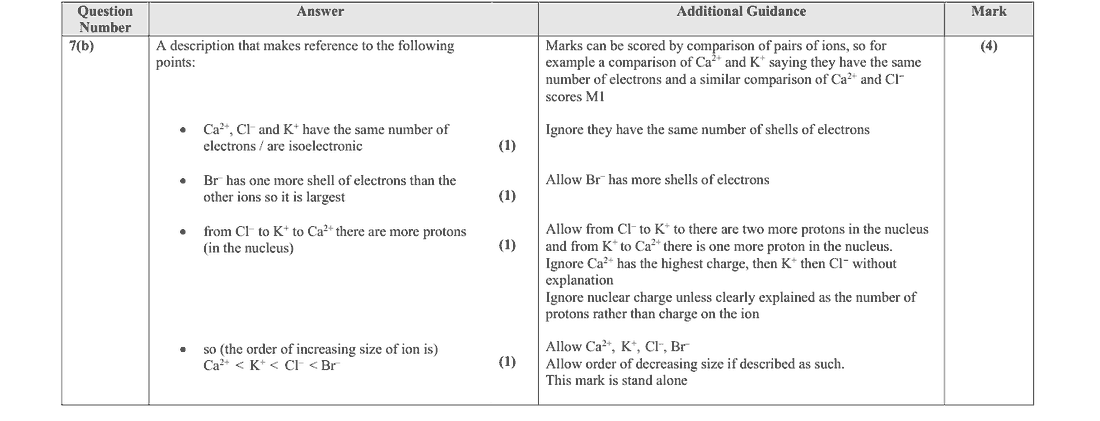 Question Number
Answer
Additional Guidance
Mark
7(b)
A description that makes reference to the following
points:
Marks can be scored by comparison of pairs of ions, so for
example a comparison of Ca²⁺ and K⁺ saying they have the same
number of electrons and a similar comparison of Ca²⁺ and Cl⁻
scores M1
(4)
• Ca²⁺, Cl⁻ and K⁺ have the same number of
electrons / are isoelectronic
(1)
Ignore they have the same number of shells of electrons
• Br⁻ has one more shell of electrons than the
other ions so it is largest
(1)
Allow Br⁻ has more shells of electrons
• from Cl⁻ to K⁺ to Ca²⁺ there are more protons
(in the nucleus)
(1)
Allow from Cl⁻ to K⁺ to there are two more protons in the nucleus
and from K⁺ to Ca²⁺ there is one more proton in the nucleus.
Ignore Ca²⁺ has the highest charge, then K⁺ then Cl⁻ without
explanation
Ignore nuclear charge unless clearly explained as the number of
protons rather than charge on the ion
• so (the order of increasing size of ion is)
Ca²⁺ < K⁺ < Cl⁻ < Br⁻
(1)
Allow Ca²⁺, K⁺, Cl⁻, Br⁻
Allow order of decreasing size if described as such.
This mark is stand alone